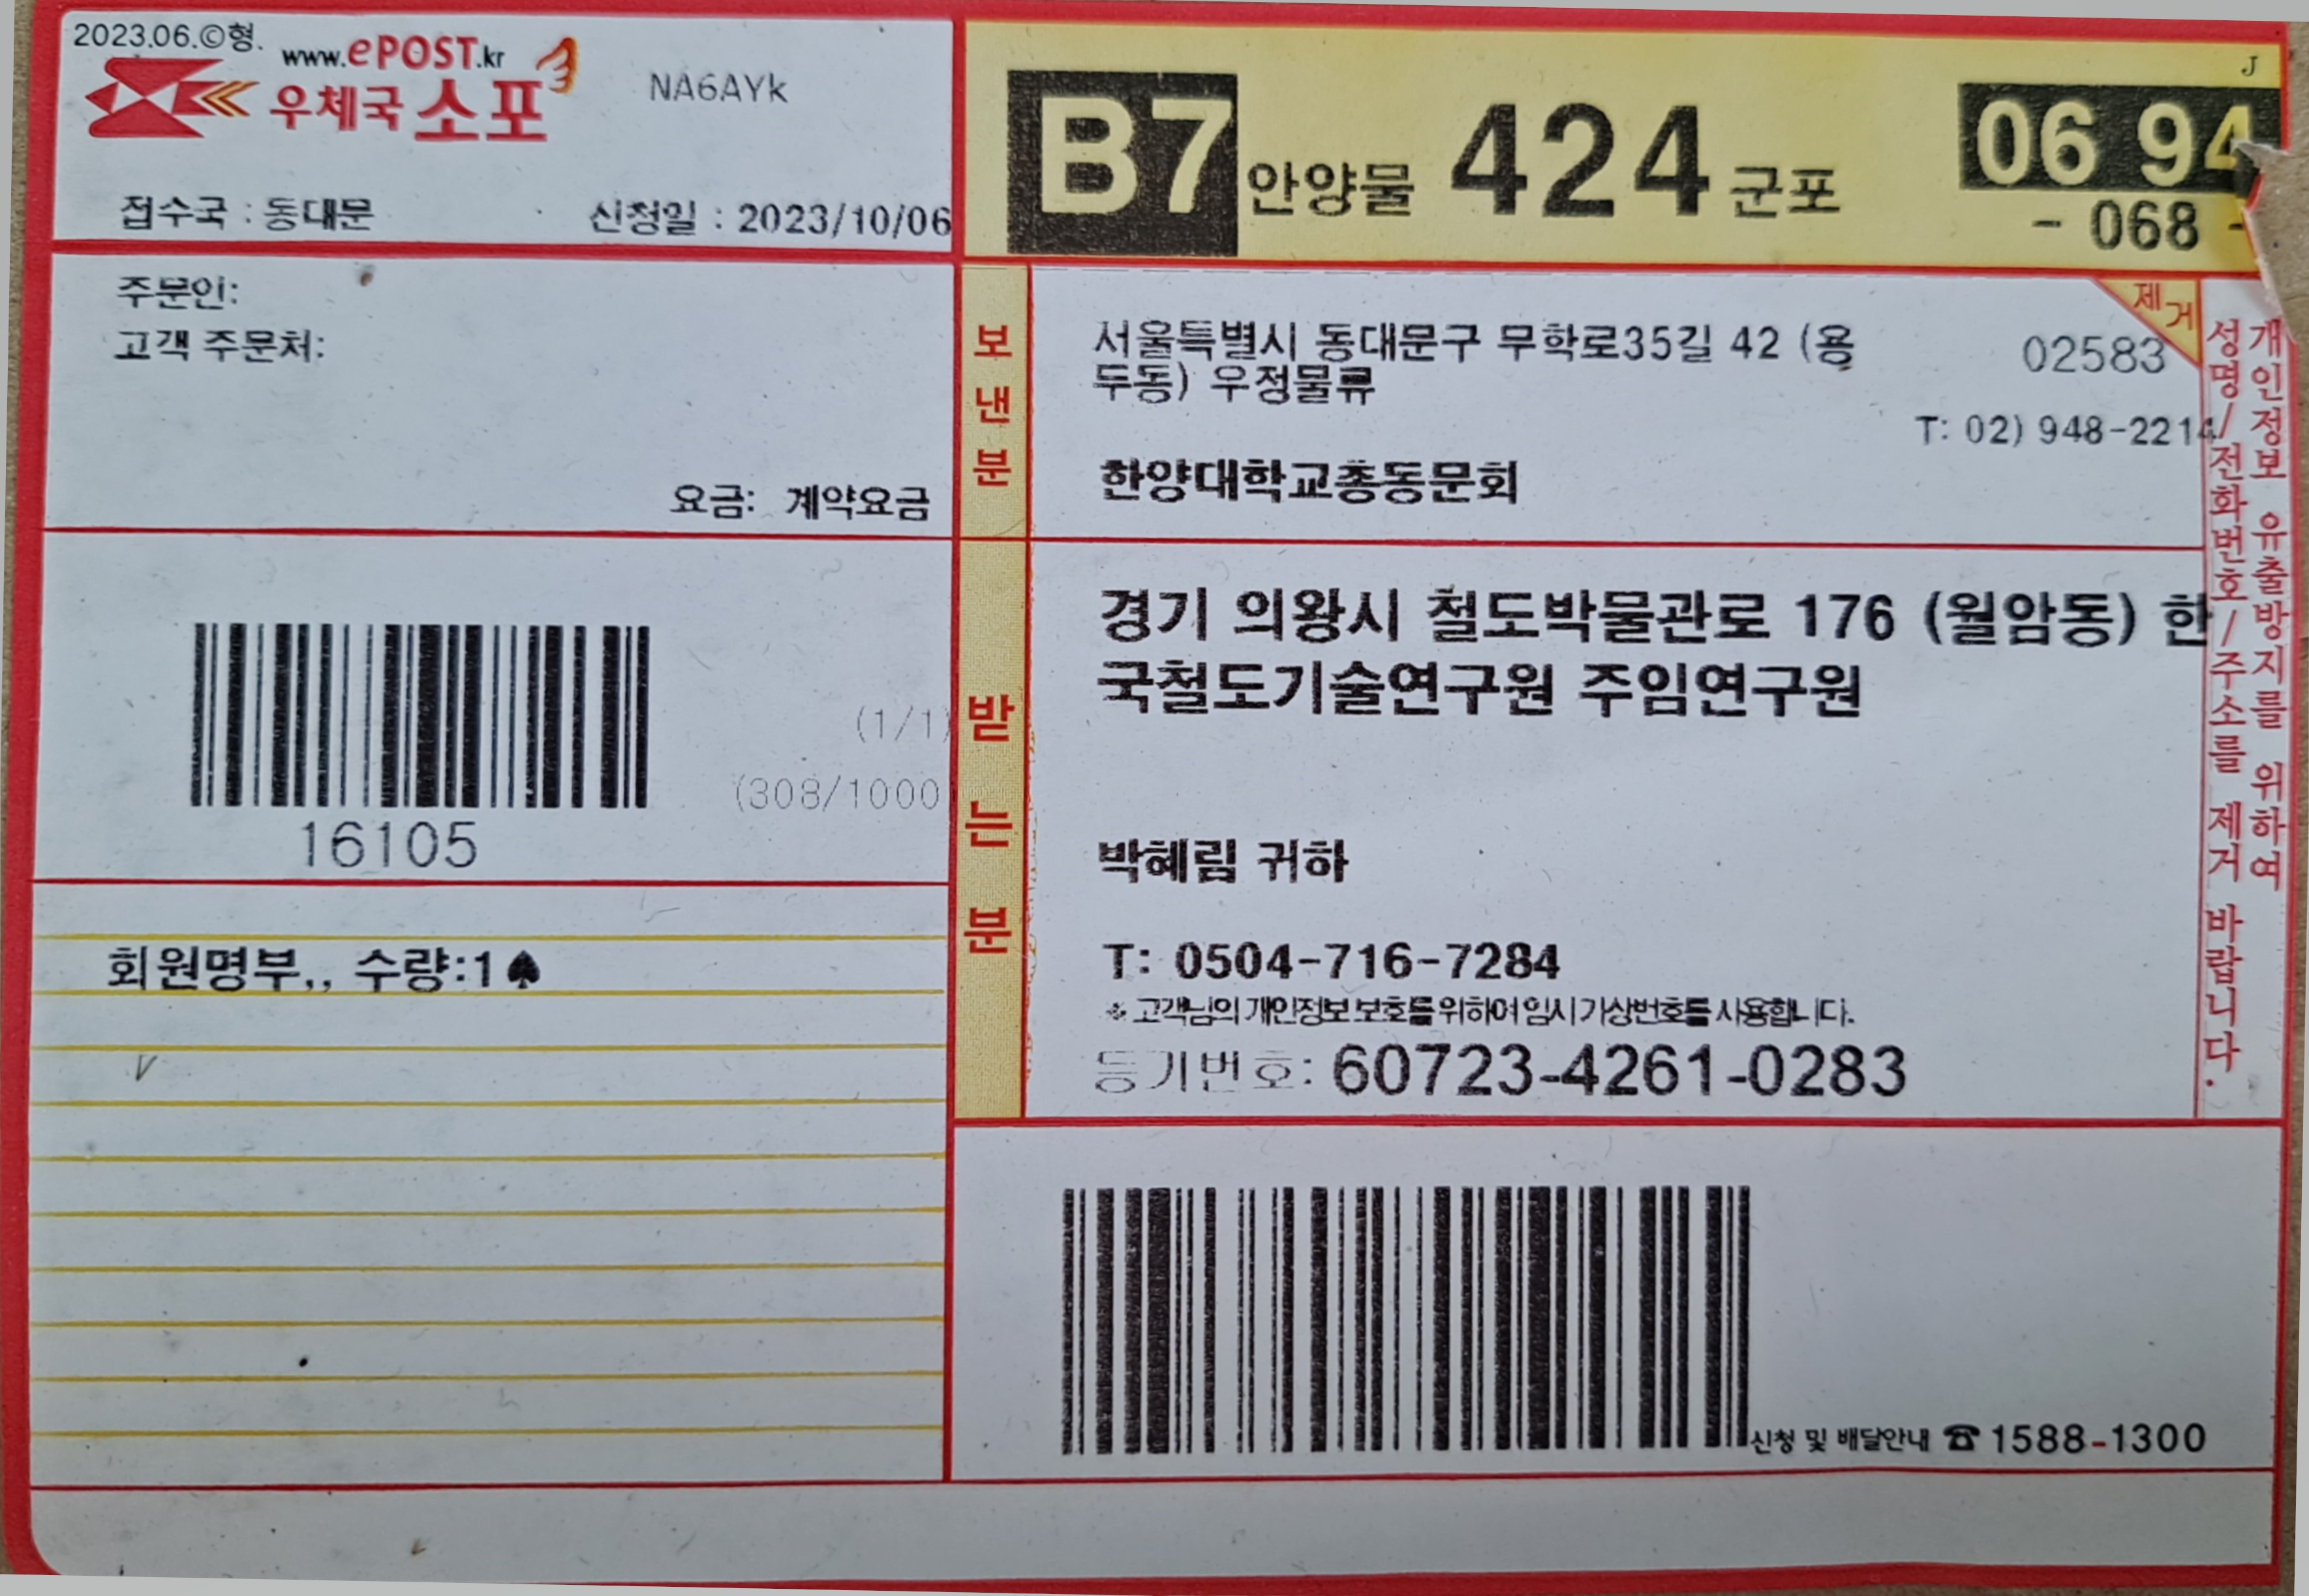 2023.06.©형.
www.ePOST.kr
우체국소포
NA6AYk
접수국 : 동대문
신청일 : 2023/10/06
B7 안양물 424 군포
J
06 94
- 068 -
주문인:
고객 주문처:
요금: 계약요금
보낸분
서울특별시 동대문구 무학로35길 42 (용
두동) 우정물류
02583
T: 02) 948-2214
한양대학교총동문회
제거
개인정보 유출방지를 위하여
성명/전화번호/주소를 제거 바랍니다.
16105
(1/1)
(308/1000
받는분
경기 의왕시 철도박물관로 176 (월암동) 한
국철도기술연구원 주임연구원
박혜림 귀하
T: 0504-716-7284
※ 고객님의 개인정보 보호를 위하여 임시 가상번호를 사용합니다.
등기번호: 60723-4261-0283
회원명부,, 수량:1♠
신청 및 배달안내 ☎ 1588-1300